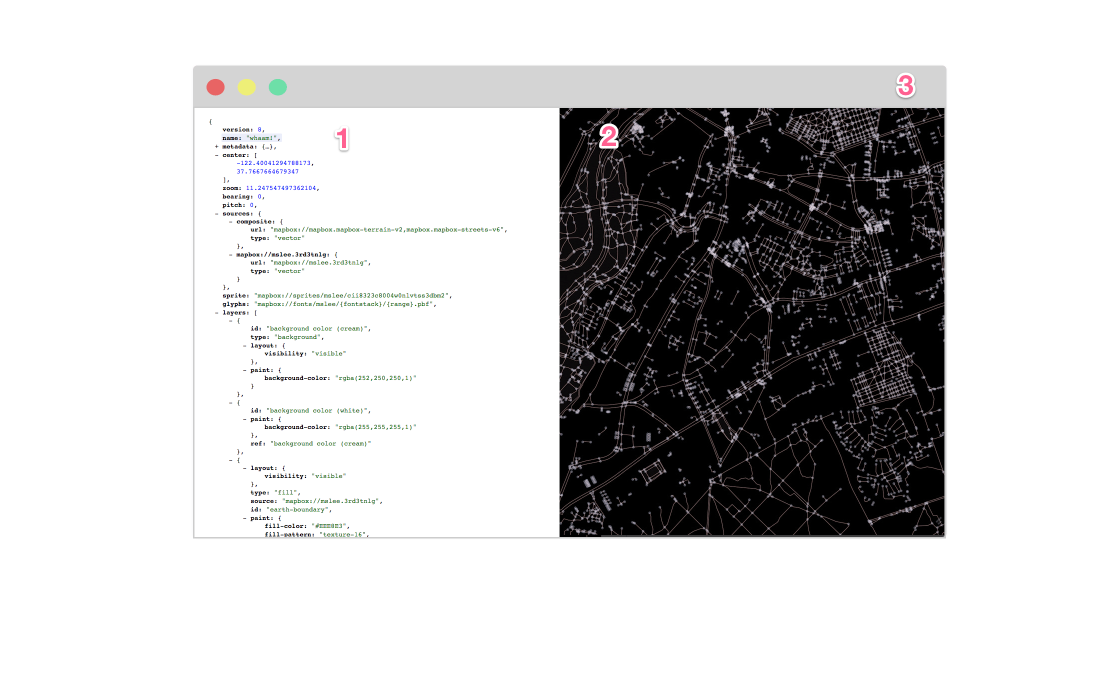 3
1
2
{
version: 8,
name: "whaam!",
+ metadata: {…},
- center: [
-122.40041294788173,
37.7667664679347
],
zoom: 11.247547497362104,
bearing: 0,
pitch: 0,
- sources: {
- composite: {
url: "mapbox://mapbox.mapbox-terrain-v2,mapbox.mapbox-streets-v6",
type: "vector"
},
- mapbox://mslee.3rd3tnlg: {
url: "mapbox://mslee.3rd3tnlg",
type: "vector"
}
},
sprite: "mapbox://sprites/mslee/cii8323c8004w0nlvtss3dbm2",
glyphs: "mapbox://fonts/mslee/{fontstack}/{range}.pbf",
- layers: [
- {
id: "background color (cream)",
type: "background",
- layout: {
visibility: "visible"
},
- paint: {
background-color: "rgba(252,250,250,1)"
}
},
- {
id: "background color (white)",
- paint: {
background-color: "rgba(255,255,255,1)"
},
ref: "background color (cream)"
},
- {
- layout: {
visibility: "visible"
},
type: "fill",
source: "mapbox://mslee.3rd3tnlg",
id: "earth-boundary",
- paint: {
fill-color: "#EEE8E3",
fill-pattern: "texture-16",